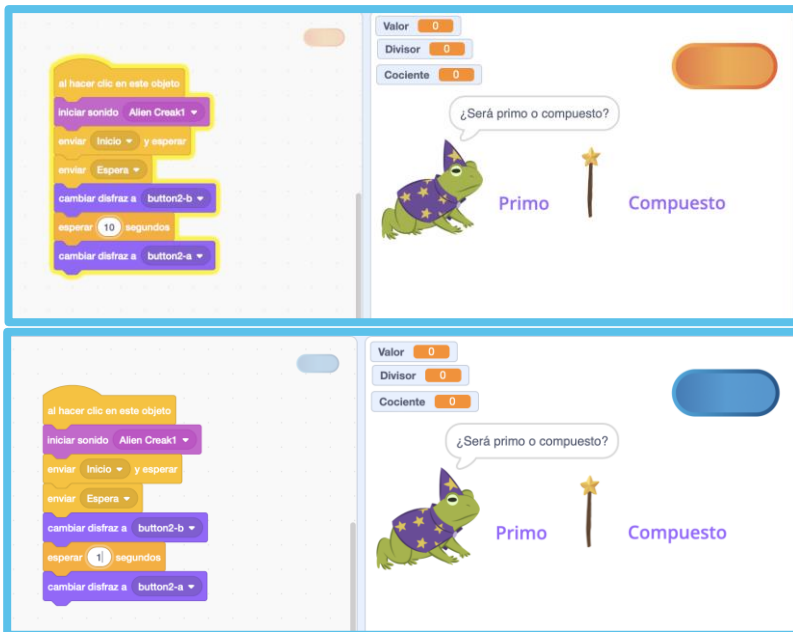 al hacer clic en este objeto
iniciar sonido Alien Creak1
enviar Inicio y esperar
enviar Espera
cambiar disfraz a button2-b
esperar 10 segundos
cambiar disfraz a button2-a
Valor 0
Divisor 0
Cociente 0
¿Será primo o compuesto?
Primo Compuesto
al hacer clic en este objeto
iniciar sonido Alien Creak1
enviar Inicio y esperar
enviar Espera
cambiar disfraz a button2-b
esperar 1 segundos
cambiar disfraz a button2-a
Valor 0
Divisor 0
Cociente 0
¿Será primo o compuesto?
Primo Compuesto